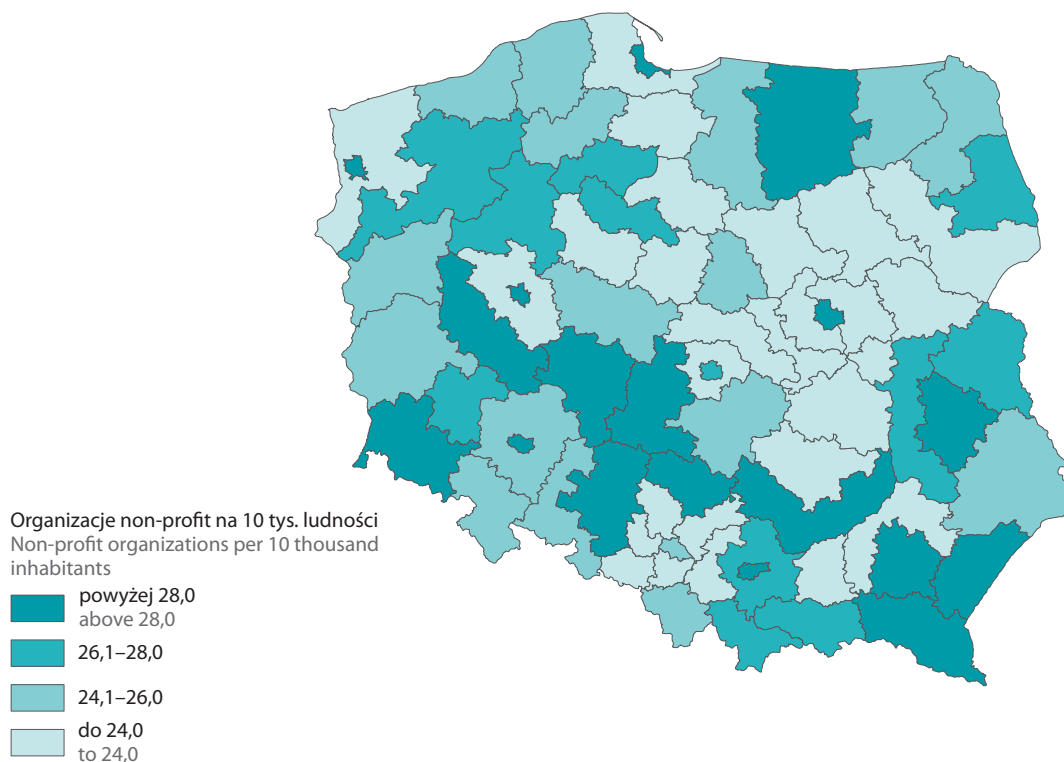 Organizacje non-profit na 10 tys. ludności
Non-profit organizations per 10 thousand
inhabitants
powyżej 28,0
above 28,0
26,1–28,0
24,1–26,0
do 24,0
to 24,0